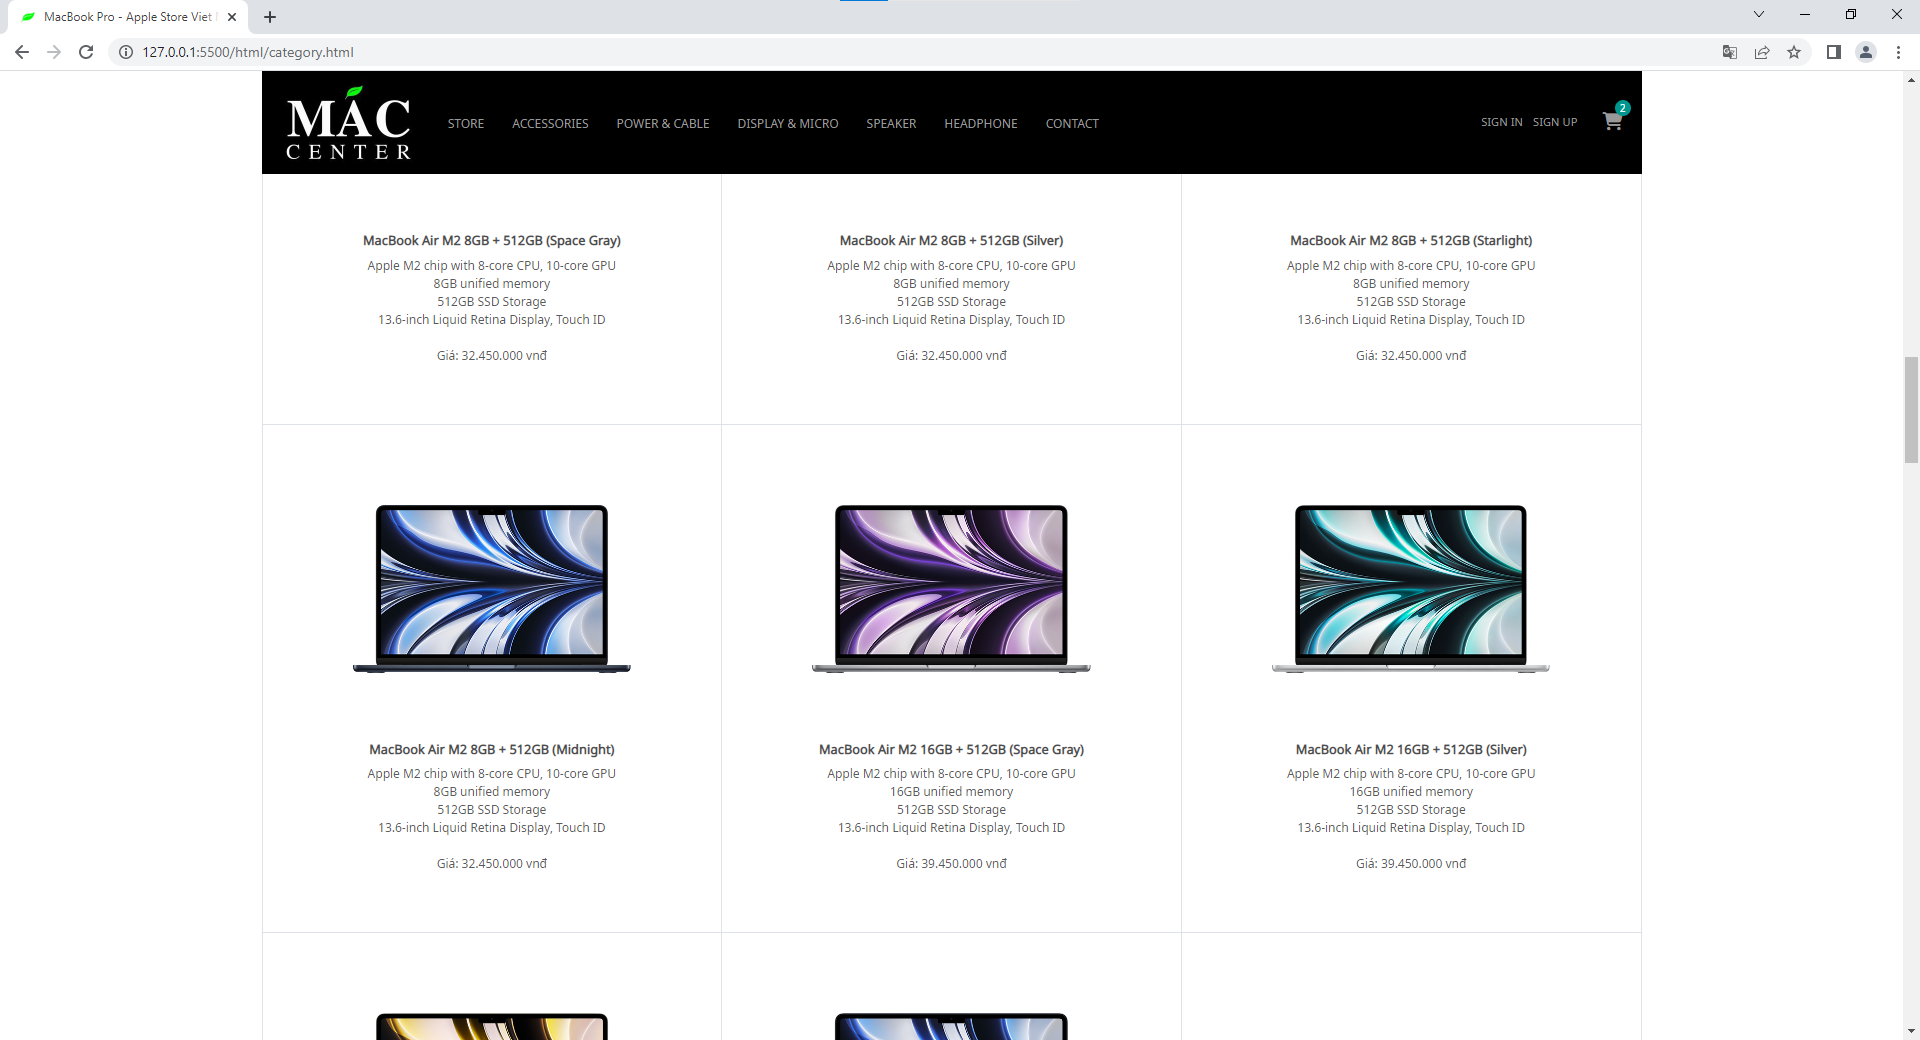 MacBook Pro - Apple Store Viet
127.0.0.1:5500/html/category.html
MAC
CENTER
STORE
ACCESSORIES
POWER & CABLE
DISPLAY & MICRO
SPEAKER
HEADPHONE
CONTACT
SIGN IN
SIGN UP
2
MacBook Air M2 8GB + 512GB (Space Gray)
Apple M2 chip with 8-core CPU, 10-core GPU
8GB unified memory
512GB SSD Storage
13.6-inch Liquid Retina Display, Touch ID
Giá: 32.450.000 vnđ
MacBook Air M2 8GB + 512GB (Silver)
Apple M2 chip with 8-core CPU, 10-core GPU
8GB unified memory
512GB SSD Storage
13.6-inch Liquid Retina Display, Touch ID
Giá: 32.450.000 vnđ
MacBook Air M2 8GB + 512GB (Starlight)
Apple M2 chip with 8-core CPU, 10-core GPU
8GB unified memory
512GB SSD Storage
13.6-inch Liquid Retina Display, Touch ID
Giá: 32.450.000 vnđ
MacBook Air M2 8GB + 512GB (Midnight)
Apple M2 chip with 8-core CPU, 10-core GPU
8GB unified memory
512GB SSD Storage
13.6-inch Liquid Retina Display, Touch ID
Giá: 32.450.000 vnđ
MacBook Air M2 16GB + 512GB (Space Gray)
Apple M2 chip with 8-core CPU, 10-core GPU
16GB unified memory
512GB SSD Storage
13.6-inch Liquid Retina Display, Touch ID
Giá: 39.450.000 vnđ
MacBook Air M2 16GB + 512GB (Silver)
Apple M2 chip with 8-core CPU, 10-core GPU
16GB unified memory
512GB SSD Storage
13.6-inch Liquid Retina Display, Touch ID
Giá: 39.450.000 vnđ